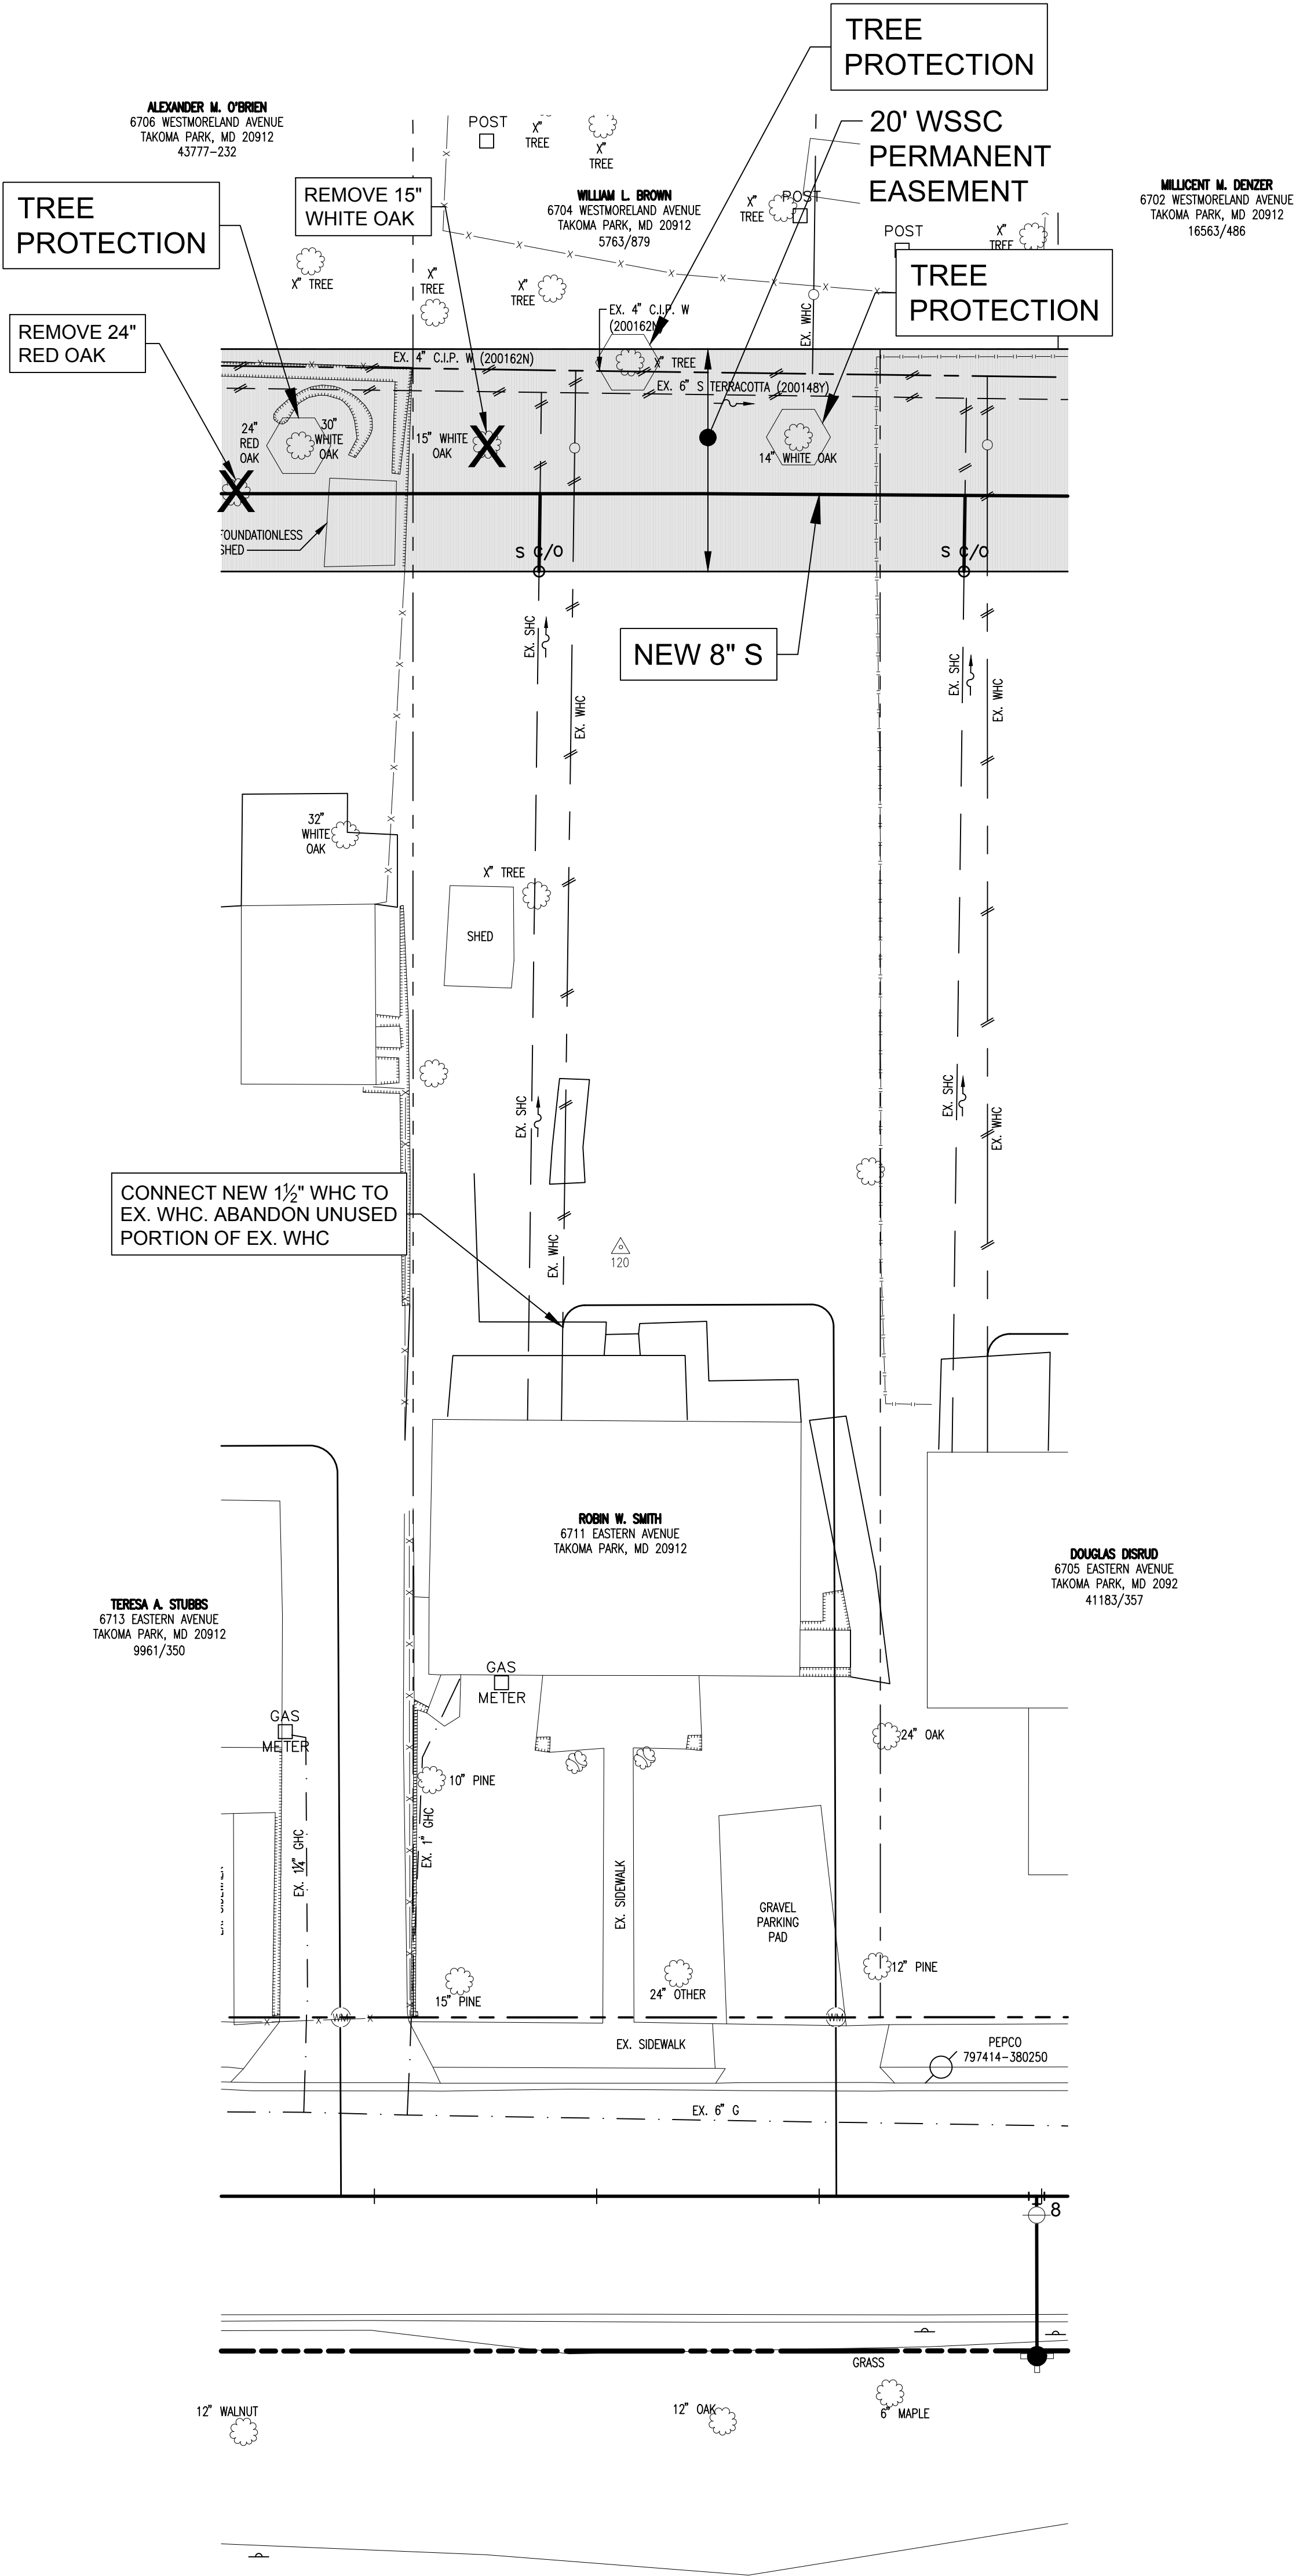 TREE
PROTECTION
ALEXANDER M. O'BRIEN
6706 WESTMORELAND AVENUE
TAKOMA PARK, MD 20912
43777-232
POST
X"
TREE
X"
TREE
20' WSSC
PERMANENT
EASEMENT
TREE
PROTECTION
REMOVE 15"
WHITE OAK
WILLIAM L. BROWN
6704 WESTMORELAND AVENUE
TAKOMA PARK, MD 20912
5763/879
X"
TREE
POST
MILLICENT M. DENZER
6702 WESTMORELAND AVENUE
TAKOMA PARK, MD 20912
16563/486
POST
X"
TREE
X" TREE
X"
TREE
X"
TREE
TREE
PROTECTION
REMOVE 24"
RED OAK
EX. 4" C.I.P. W
(200162N)
EX. WHC
EX. 4" C.I.P. W (200162N)
X" TREE
EX. 6" S TERRACOTTA (200148Y)
24"
RED
OAK
30"
WHITE
OAK
15" WHITE
OAK
14" WHITE OAK
FOUNDATIONLESS
SHED
S C/O
S C/O
NEW 8" S
EX. SHC
EX. WHC
EX. SHC
EX. WHC
32"
WHITE
OAK
X" TREE
SHED
EX. SHC
EX. SHC
EX. WHC
CONNECT NEW 1½" WHC TO
EX. WHC. ABANDON UNUSED
PORTION OF EX. WHC
EX. WHC
120
ROBIN W. SMITH
6711 EASTERN AVENUE
TAKOMA PARK, MD 20912
DOUGLAS DISRUD
6705 EASTERN AVENUE
TAKOMA PARK, MD 2092
41183/357
TERESA A. STUBBS
6713 EASTERN AVENUE
TAKOMA PARK, MD 20912
9961/350
GAS
METER
GAS
METER
24" OAK
10" PINE
EX. 1¼" GHC
EX. 1" GHC
EX. SIDEWALK
GRAVEL
PARKING
PAD
12" PINE
15" PINE
24" OTHER
WM
WM
EX. SIDEWALK
PEPCO
797414-380250
EX. 6" G
8
GRASS
12" WALNUT
12" OAK
6" MAPLE